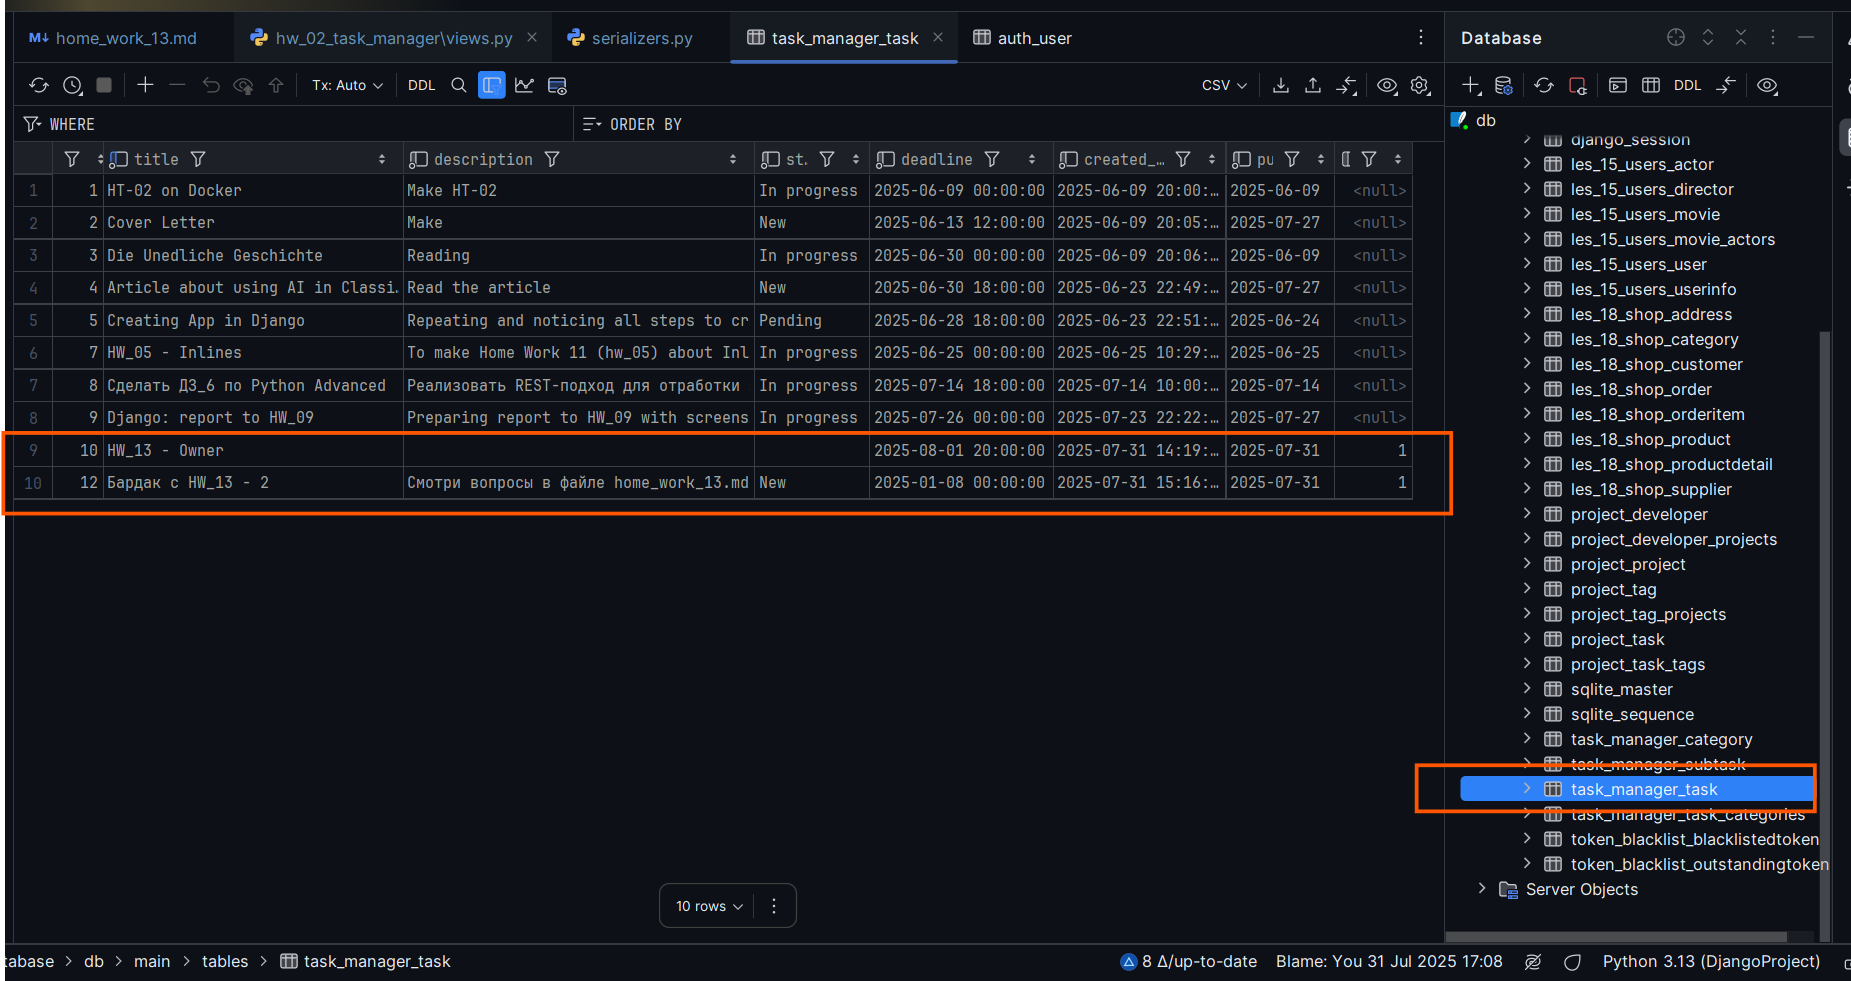 M↓ home_work_13.md hw_02_task_manager\views.py × serializers.py task_manager_task × auth_user
Tx: Auto DDL CSV
WHERE ORDER BY
title description st. deadline created_… pu
1 1 HT-02 on Docker Make HT-02 In progress 2025-06-09 00:00:00 2025-06-09 20:00:… 2025-06-09 <null>
2 2 Cover Letter Make New 2025-06-13 12:00:00 2025-06-09 20:05:… 2025-07-27 <null>
3 3 Die Unedliche Geschichte Reading In progress 2025-06-30 00:00:00 2025-06-09 20:06:… 2025-06-09 <null>
4 4 Article about using AI in Classi… Read the article New 2025-06-30 18:00:00 2025-06-23 22:49:… 2025-07-27 <null>
5 5 Creating App in Django Repeating and noticing all steps to cr Pending 2025-06-28 18:00:00 2025-06-23 22:51:… 2025-06-24 <null>
6 7 HW_05 - Inlines To make Home Work 11 (hw_05) about Inl In progress 2025-06-25 00:00:00 2025-06-25 10:29:… 2025-06-25 <null>
7 8 Сделать ДЗ_6 по Python Advanced Реализовать REST-подход для отработки In progress 2025-07-14 18:00:00 2025-07-14 10:00:… 2025-07-14 <null>
8 9 Django: report to HW_09 Preparing report to HW_09 with screens In progress 2025-07-26 00:00:00 2025-07-23 22:22:… 2025-07-27 <null>
9 10 HW_13 - Owner 2025-08-01 20:00:00 2025-07-31 14:19:… 2025-07-31 1
10 12 Бардак с HW_13 - 2 Смотри вопросы в файле home_work_13.md New 2025-01-08 00:00:00 2025-07-31 15:16:… 2025-07-31 1
10 rows
Database
DDL
db
django_session
les_15_users_actor
les_15_users_director
les_15_users_movie
les_15_users_movie_actors
les_15_users_user
les_15_users_userinfo
les_18_shop_address
les_18_shop_category
les_18_shop_customer
les_18_shop_order
les_18_shop_orderitem
les_18_shop_product
les_18_shop_productdetail
les_18_shop_supplier
project_developer
project_developer_projects
project_project
project_tag
project_tag_projects
project_task
project_task_tags
sqlite_master
sqlite_sequence
task_manager_category
task_manager_subtask
task_manager_task
task_manager_task_categories
token_blacklist_blacklistedtoken
token_blacklist_outstandingtoken
Server Objects
tabase > db > main > tables > task_manager_task 8 Δ/up-to-date Blame: You 31 Jul 2025 17:08 Python 3.13 (DjangoProject)